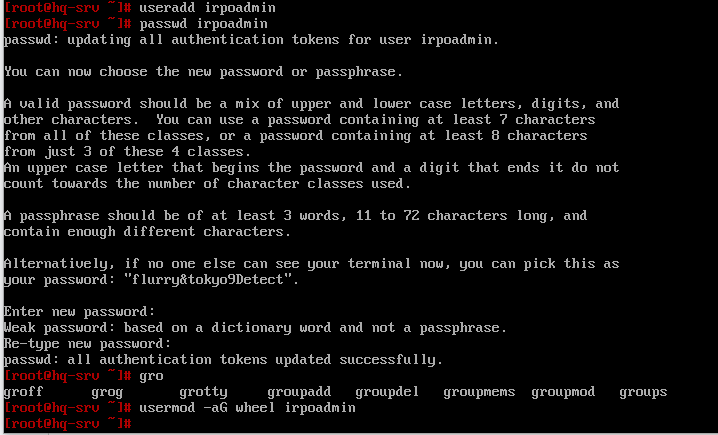 [root@hq-srv ~]# useradd irpoadmin
[root@hq-srv ~]# passwd irpoadmin
passwd: updating all authentication tokens for user irpoadmin.
You can now choose the new password or passphrase.
A valid password should be a mix of upper and lower case letters, digits, and
other characters.  You can use a password containing at least 7 characters
from all of these classes, or a password containing at least 8 characters
from just 3 of these 4 classes.
An upper case letter that begins the password and a digit that ends it do not
count towards the number of character classes used.
A passphrase should be of at least 3 words, 11 to 72 characters long, and
contain enough different characters.
Alternatively, if no one else can see your terminal now, you can pick this as
your password: "flurry&tokyo9Detect".
Enter new password:
Weak password: based on a dictionary word and not a passphrase.
Re-type new password:
passwd: all authentication tokens updated successfully.
[root@hq-srv ~]# gro
groff      grog       grotty     groupadd   groupdel   groupmems  groupmod   groups
[root@hq-srv ~]# usermod -aG wheel irpoadmin
[root@hq-srv ~]#